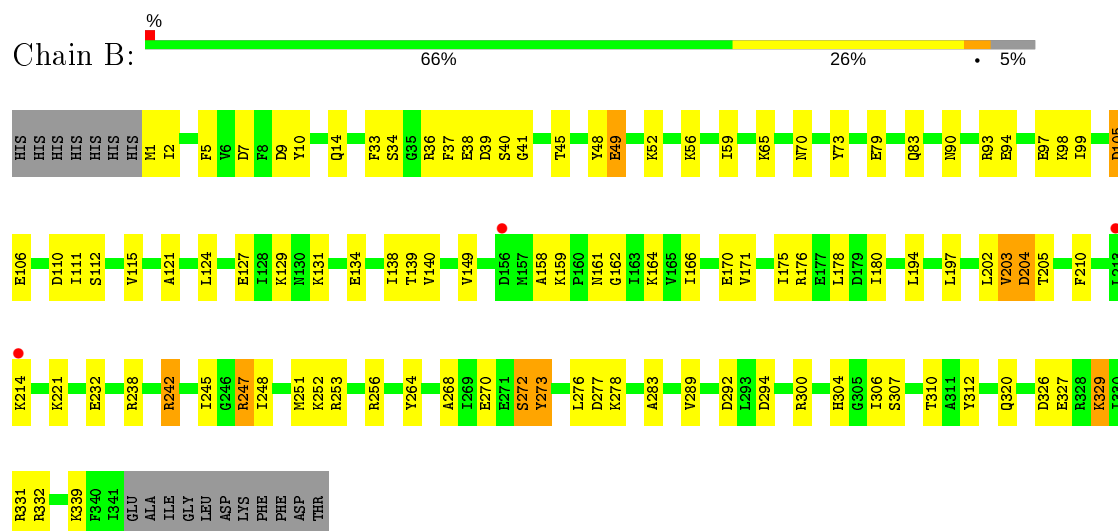 %
Chain B:
66% 26% • 5%
HIS HIS HIS HIS HIS HIS HIS M1 I2 F5 V6 D7 F8 D9 Y10 Q14 F33 S34 G35 R36 F37 E38 D39 S40 G41 T45 Y48 E49 K52 K56 I59 K65 N70 Y73 E79 Q83 N90 R93 E94 E97 K98 I99 D105
E106 D110 I111 S112 V115 A121 L124 E127 I128 K129 N130 K131 E134 I138 T139 V140 V149 D156 M157 A158 K159 P160 N161 G162 I163 K164 V165 I166 E170 V171 I175 R176 E177 L178 D179 I180 L194 L197 L202 V203 D204 T205 F210 L213
K214 K221 E232 R238 R242 I245 G246 R247 I248 M251 K252 R253 R256 Y264 A268 I269 E270 E271 S272 Y273 L276 D277 K278 A283 V289 D292 L293 D294 R300 H304 G305 I306 S307 T310 A311 Y312 Q320 D326 E327 R328 K329 I330
R331 R332 K339 F340 I341 GLU ALA ILE GLY LEU ASP LYS PHE PHE ASP THR